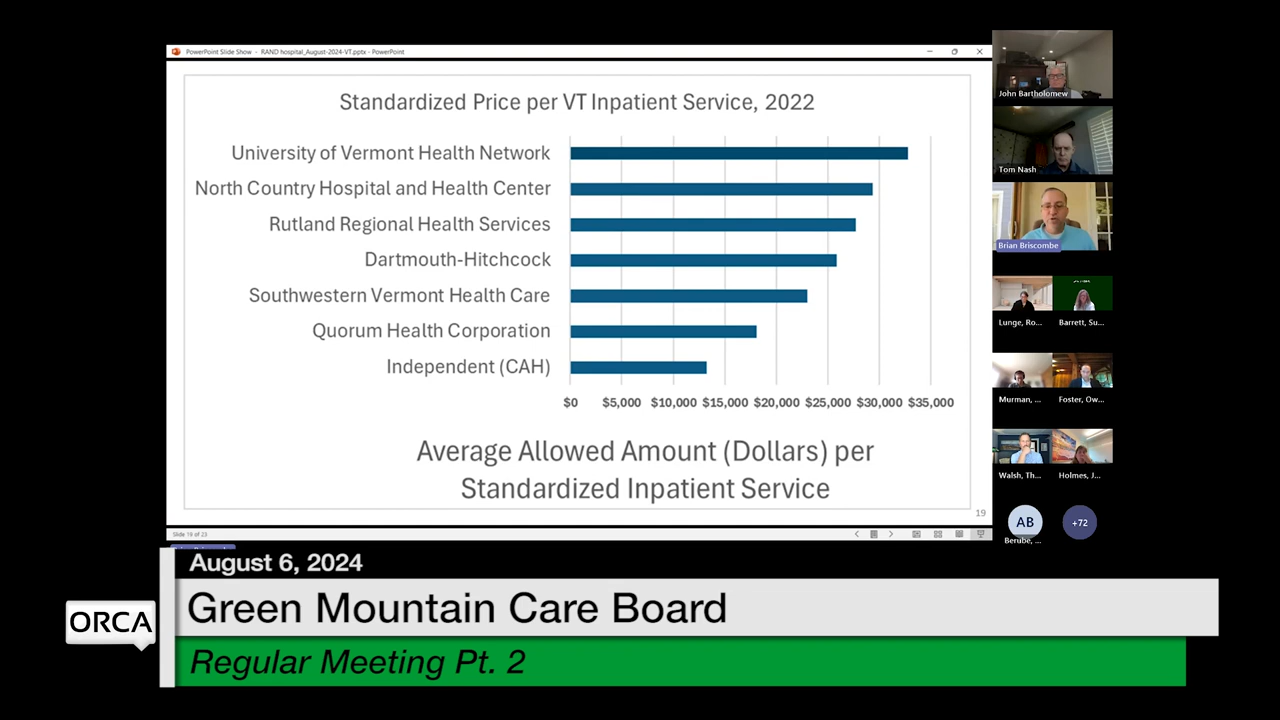 PowerPoint Slide Show - RAND hospital_August-2024-VT.pptx - PowerPoint
Standardized Price per VT Inpatient Service, 2022
University of Vermont Health Network
North Country Hospital and Health Center
Rutland Regional Health Services
Dartmouth-Hitchcock
Southwestern Vermont Health Care
Quorum Health Corporation
Independent (CAH)
$0 $5,000 $10,000 $15,000 $20,000 $25,000 $30,000 $35,000
Average Allowed Amount (Dollars) per
Standardized Inpatient Service
19
Slide 19 of 23
John Bartholomew
Tom Nash
Brian Briscombe
Lunge, Ro... Barrett, Su...
Murman, ... Foster, Ow...
Walsh, Th... Holmes, J...
AB +72
Berube, ...
August 6, 2024
ORCA
Green Mountain Care Board
Regular Meeting Pt. 2